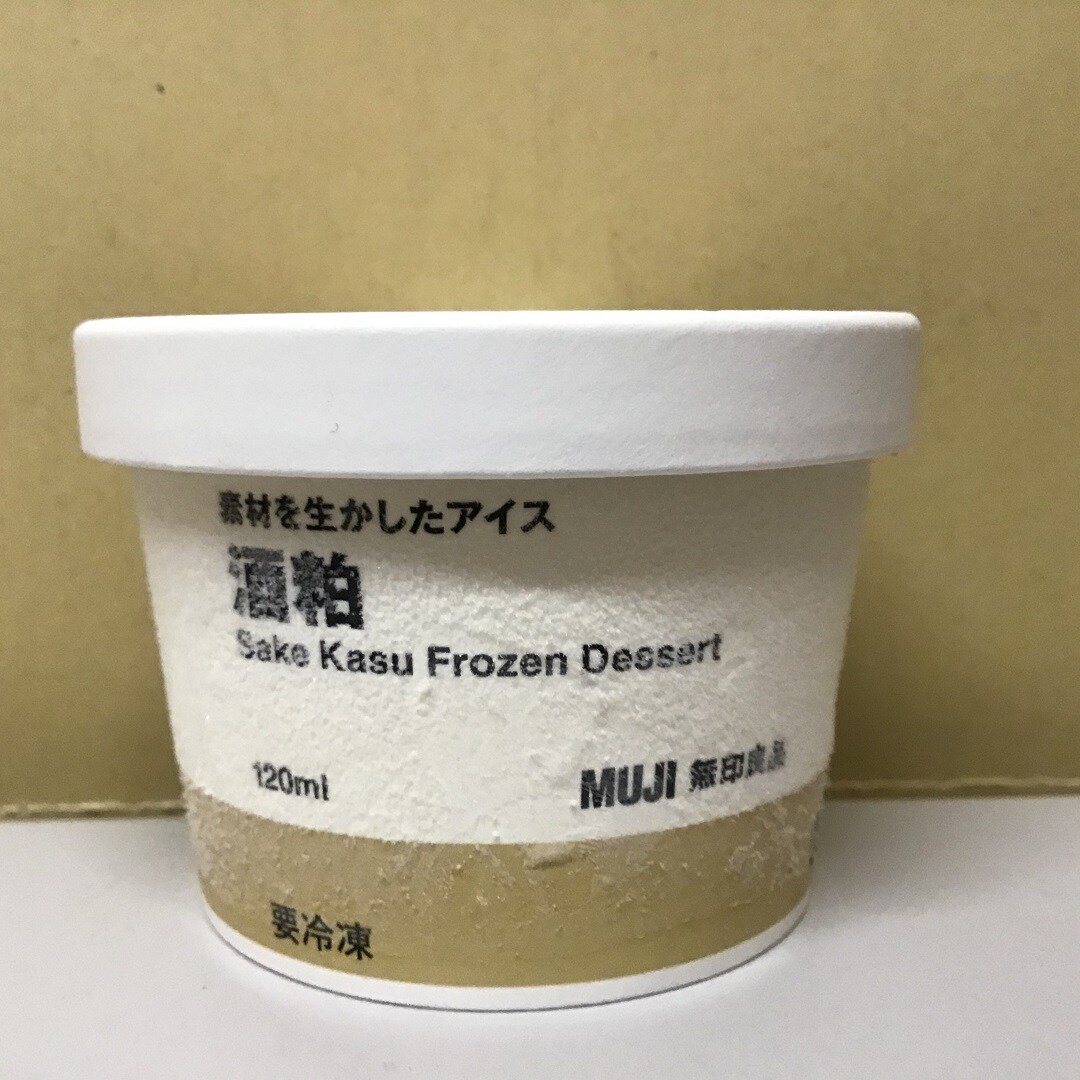 素材を生かしたアイス
酒粕
Sake Kasu Frozen Dessert
120ml
MUJI 無印良品
要冷凍